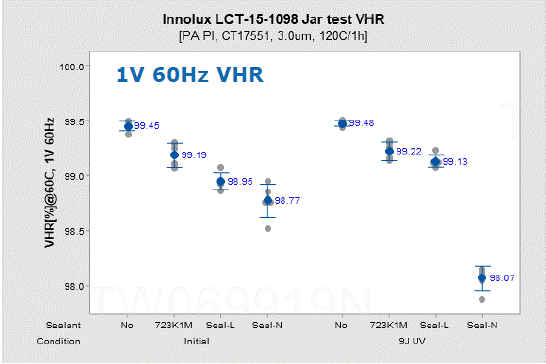 Innolux LCT-15-1098 Jar test VHR
[PA PI, CT17551, 3.0um, 120C/1h]
1V 60Hz VHR
VHR[%]@60C, 1V 60Hz
100.0
99.5
99.0
98.5
98.0
99.45
99.19
98.95
98.77
99.48
99.22
99.13
98.07
TW069919N
Sealant No 723K1M Seal-L Seal-N No 723K1M Seal-L Seal-N
Condition Initial 9J UV